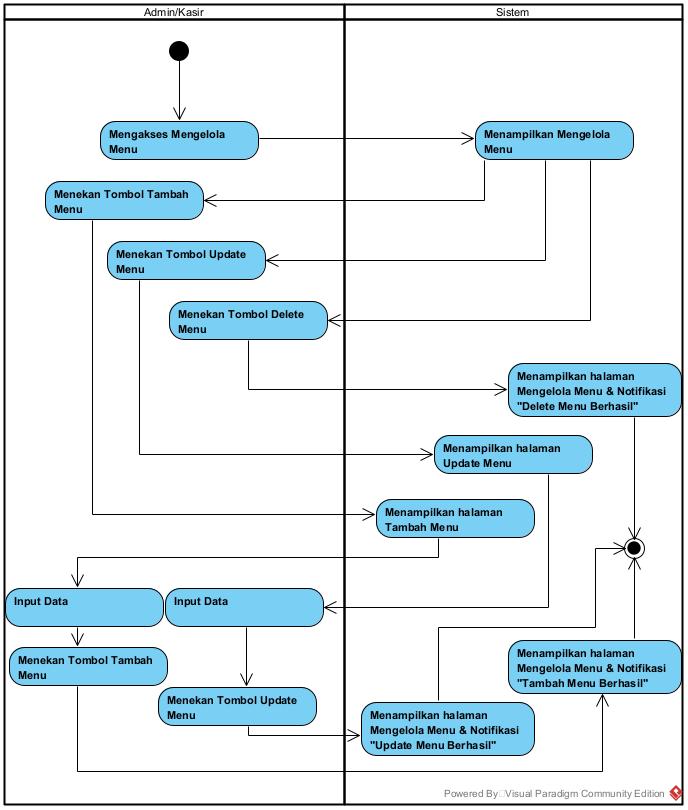 Admin/Kasir
Sistem
Mengakses Mengelola
Menu
Menampilkan Mengelola
Menu
Menekan Tombol Tambah
Menu
Menekan Tombol Update
Menu
Menekan Tombol Delete
Menu
Menampilkan halaman
Mengelola Menu & Notifikasi
"Delete Menu Berhasil"
Menampilkan halaman
Update Menu
Menampilkan halaman
Tambah Menu
Input Data
Input Data
Menekan Tombol Tambah
Menu
Menampilkan halaman
Mengelola Menu & Notifikasi
"Tambah Menu Berhasil"
Menekan Tombol Update
Menu
Menampilkan halaman
Mengelola Menu & Notifikasi
"Update Menu Berhasil"
Powered By Visual Paradigm Community Edition